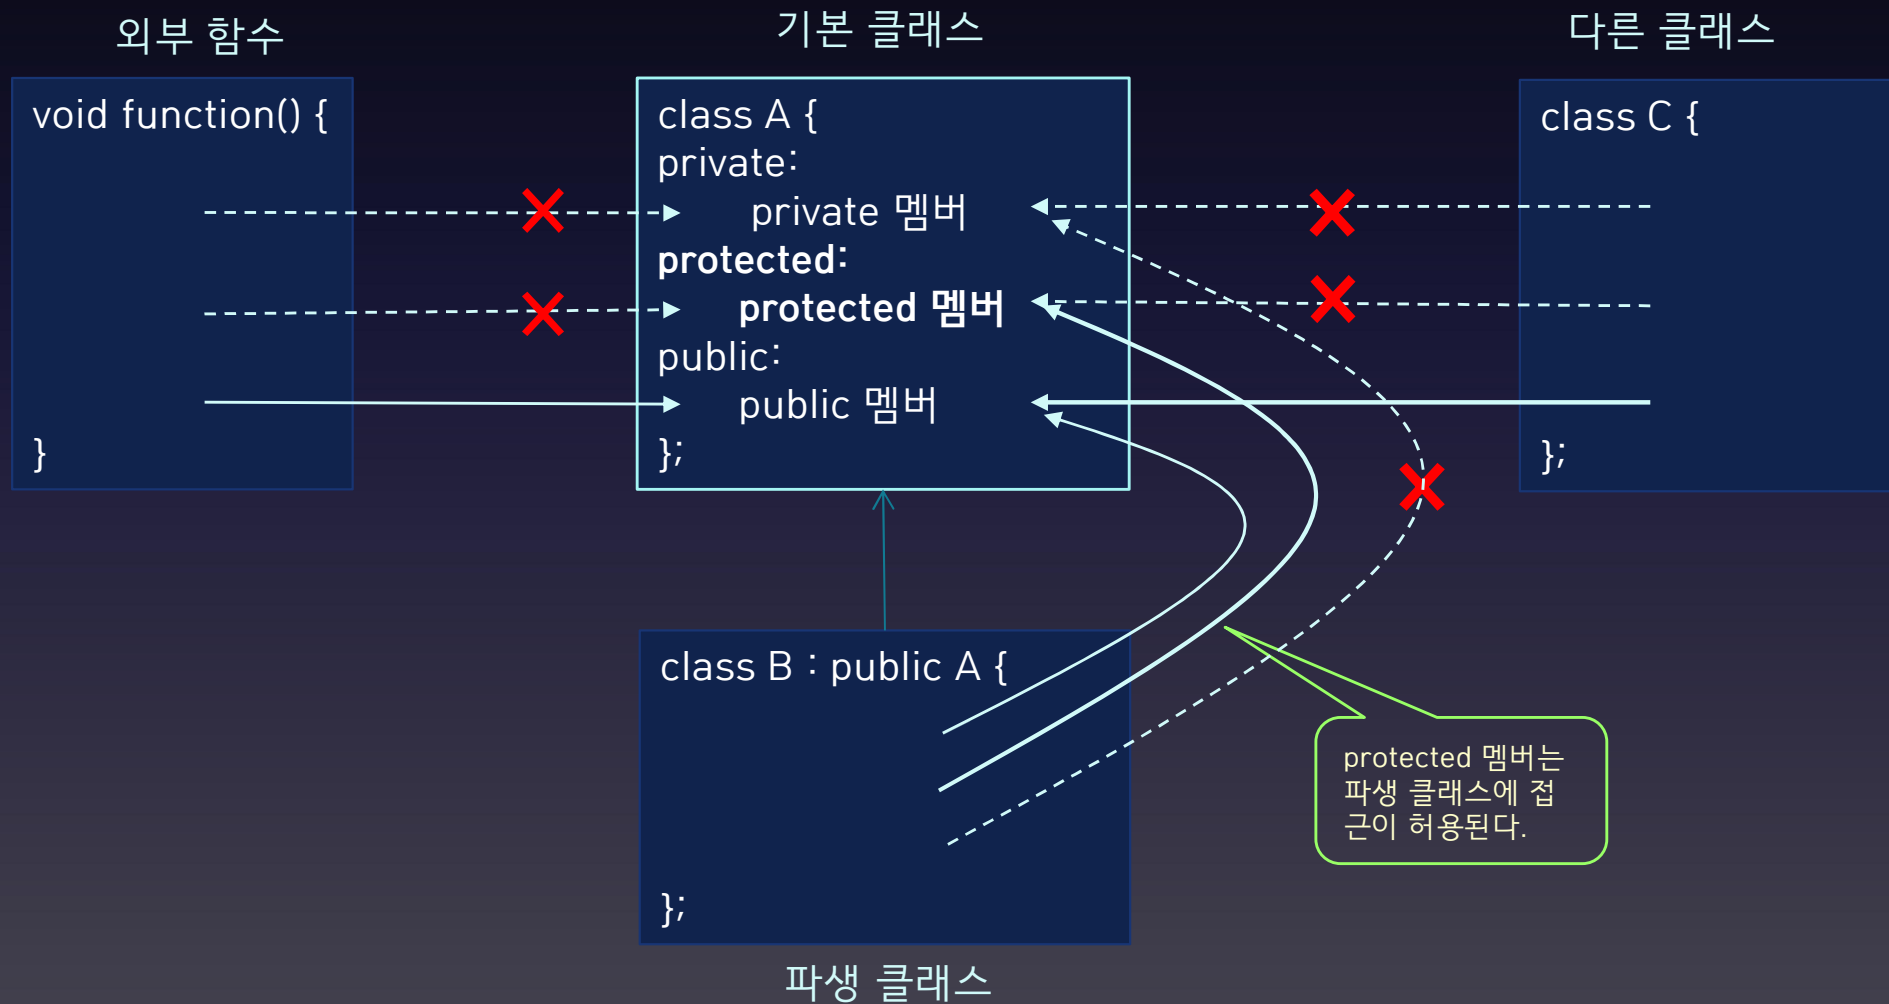 외부 함수
기본 클래스
다른 클래스
void function() {
}
class A {
private:
private 멤버
protected:
protected 멤버
public:
public 멤버
};
class C {
};
class B : public A {
};
protected 멤버는
파생 클래스에 접
근이 허용된다.
파생 클래스